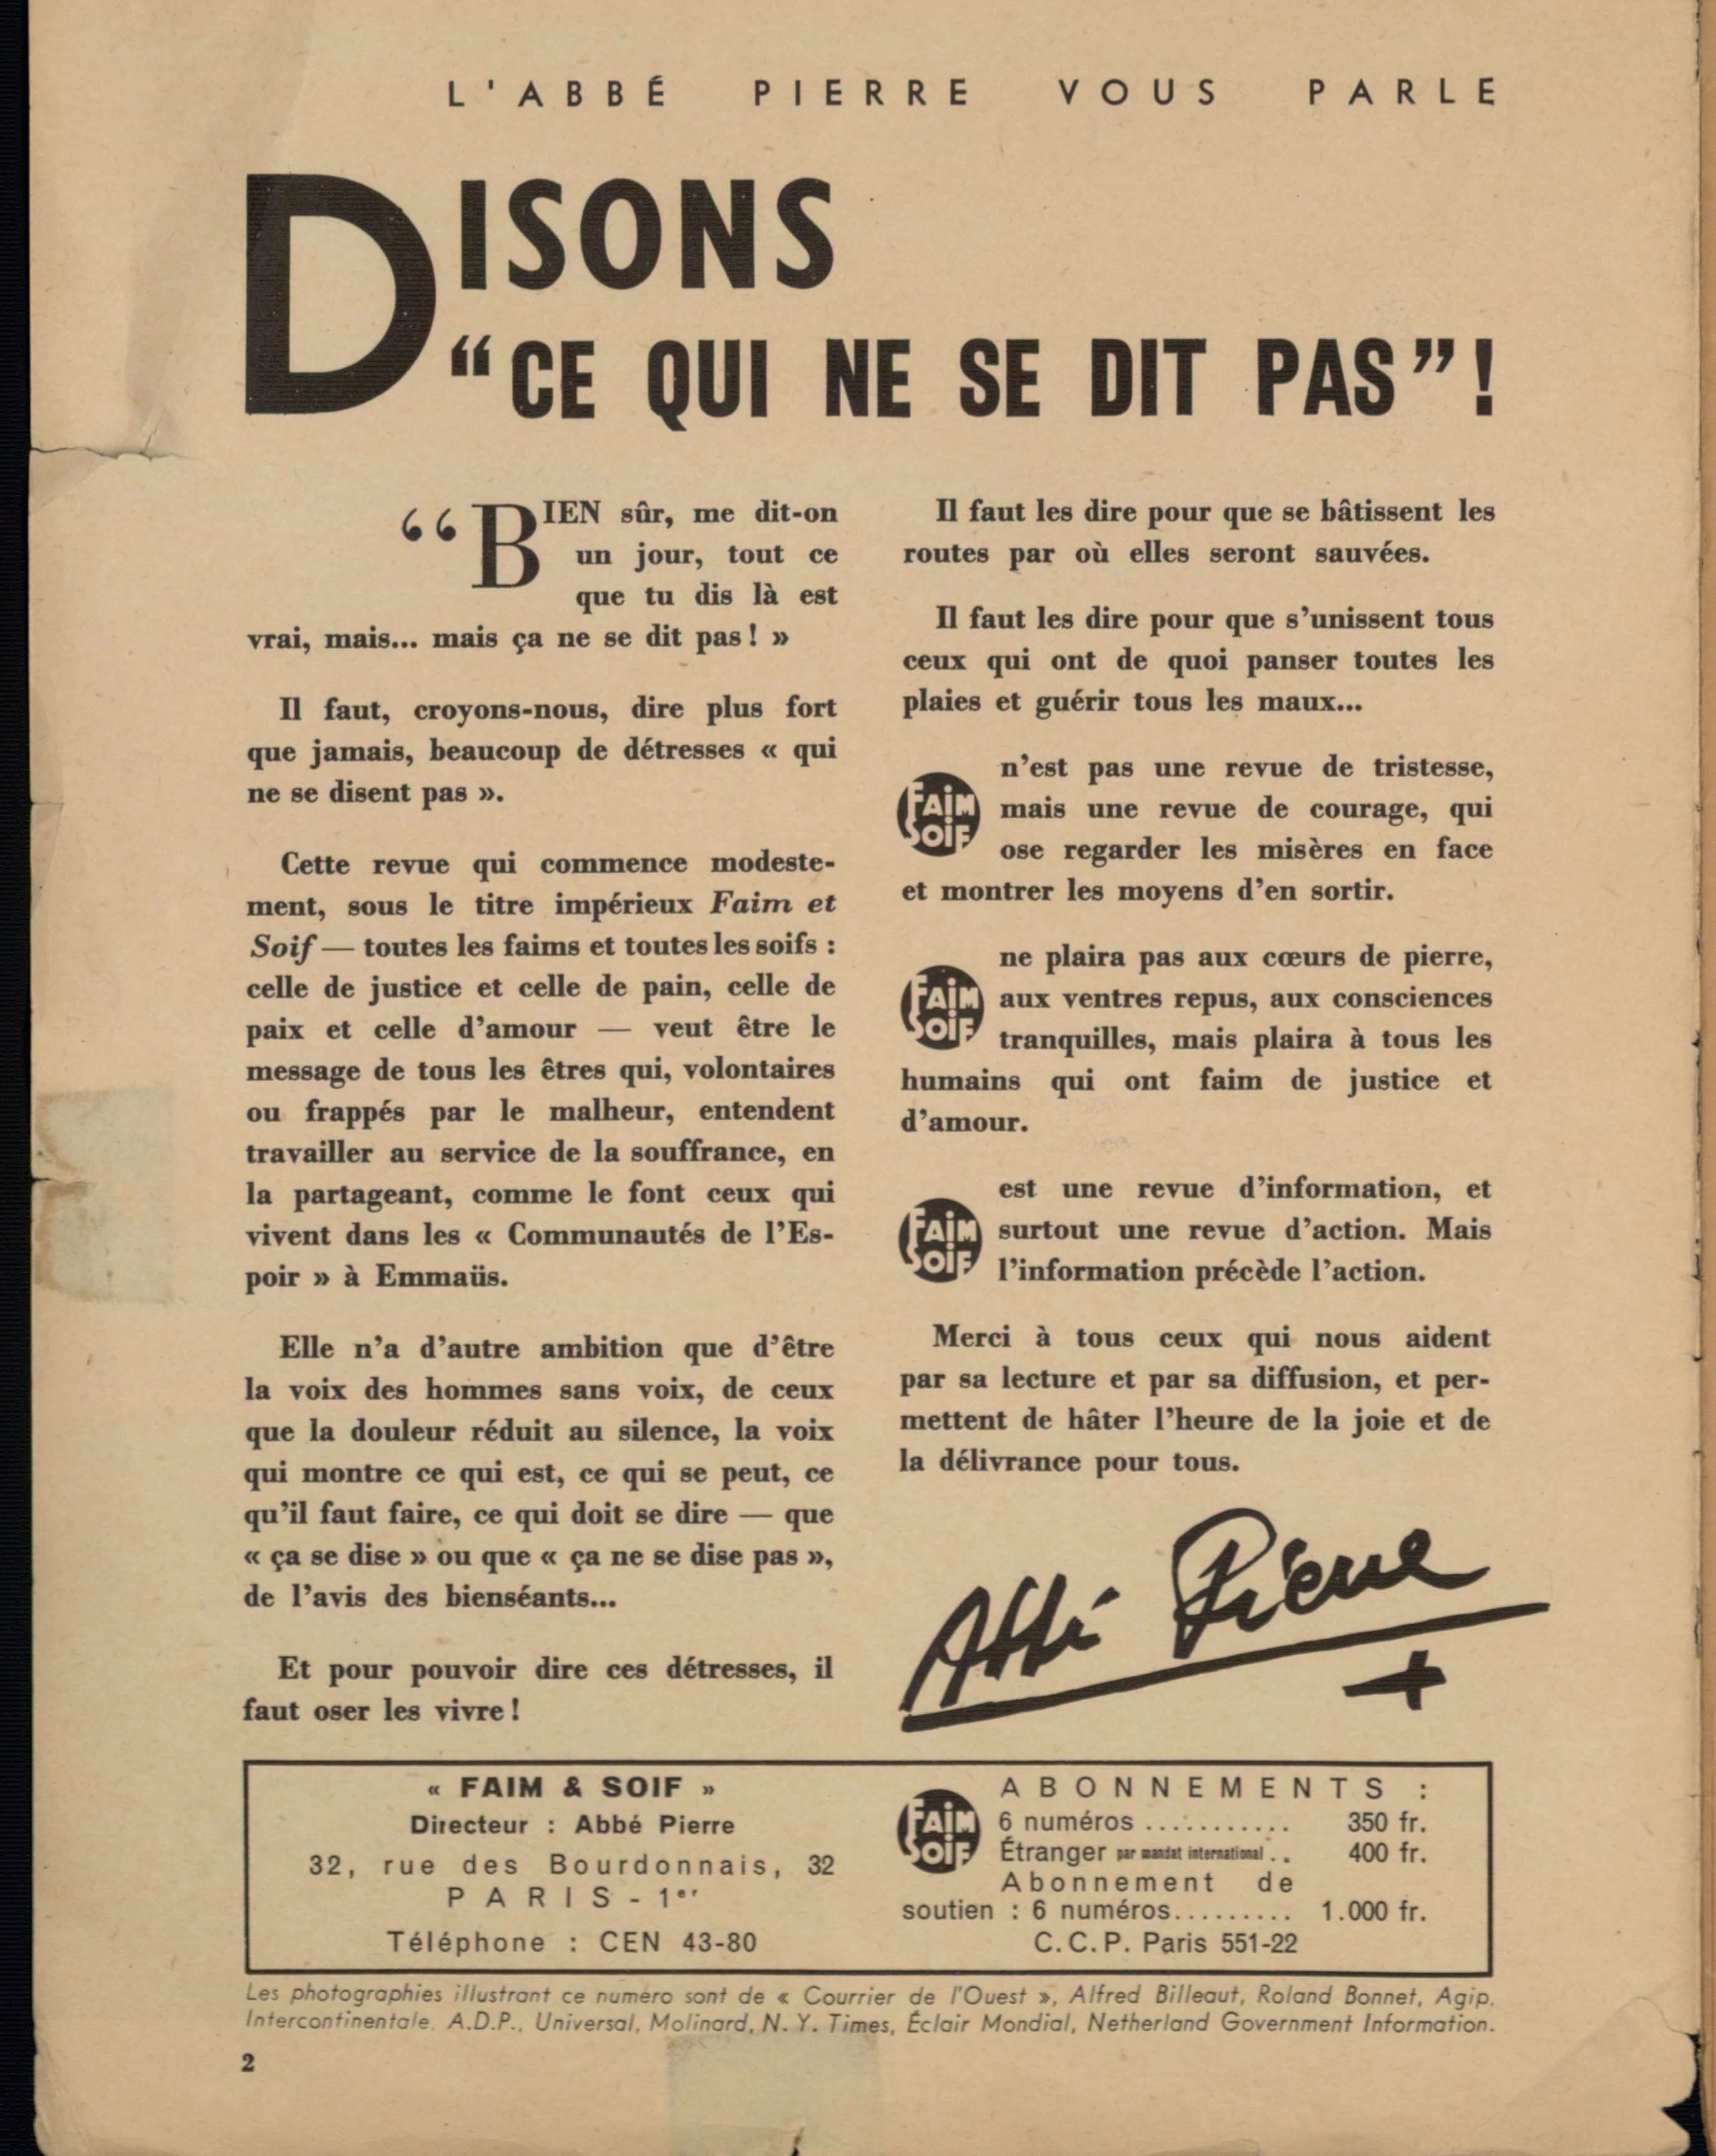 L'ABBÉ PIERRE VOUS PARLE
DISONS
“CE QUI NE SE DIT PAS”!
“BIEN sûr, me dit-on
un jour, tout ce
que tu dis là est
vrai, mais... mais ça ne se dit pas ! »
Il faut, croyons-nous, dire plus fort
que jamais, beaucoup de détresses « qui
ne se disent pas ».
Cette revue qui commence modeste-
ment, sous le titre impérieux Faim et
Soif — toutes les faims et toutes les soifs :
celle de justice et celle de pain, celle de
paix et celle d'amour — veut être le
message de tous les êtres qui, volontaires
ou frappés par le malheur, entendent
travailler au service de la souffrance, en
la partageant, comme le font ceux qui
vivent dans les « Communautés de l'Es-
poir » à Emmaüs.
Elle n'a d'autre ambition que d'être
la voix des hommes sans voix, de ceux
que la douleur réduit au silence, la voix
qui montre ce qui est, ce qui se peut, ce
qu'il faut faire, ce qui doit se dire — que
« ça se dise » ou que « ça ne se dise pas »,
de l'avis des bienséants...
Et pour pouvoir dire ces détresses, il
faut oser les vivre !
Il faut les dire pour que se bâtissent les
routes par où elles seront sauvées.
Il faut les dire pour que s'unissent tous
ceux qui ont de quoi panser toutes les
plaies et guérir tous les maux...
FAIM SOIF n'est pas une revue de tristesse,
mais une revue de courage, qui
ose regarder les misères en face
et montrer les moyens d'en sortir.
FAIM SOIF ne plaira pas aux cœurs de pierre,
aux ventres repus, aux consciences
tranquilles, mais plaira à tous les
humains qui ont faim de justice et
d'amour.
FAIM SOIF est une revue d'information, et
surtout une revue d'action. Mais
l'information précède l'action.
Merci à tous ceux qui nous aident
par sa lecture et par sa diffusion, et per-
mettent de hâter l'heure de la joie et de
la délivrance pour tous.
Abbé Pierre
+
« FAIM & SOIF »
Directeur : Abbé Pierre
32, rue des Bourdonnais, 32
PARIS - 1er
Téléphone : CEN 43-80
FAIM SOIF
ABONNEMENTS :
6 numéros ........... 350 fr.
Étranger par mandat international .. 400 fr.
Abonnement de
soutien : 6 numéros......... 1.000 fr.
C.C.P. Paris 551-22
Les photographies illustrant ce numéro sont de « Courrier de l'Ouest », Alfred Billeaut, Roland Bonnet, Agip.
Intercontinentale. A.D.P., Universal, Molinard, N. Y. Times, Éclair Mondial, Netherland Government Information.
2